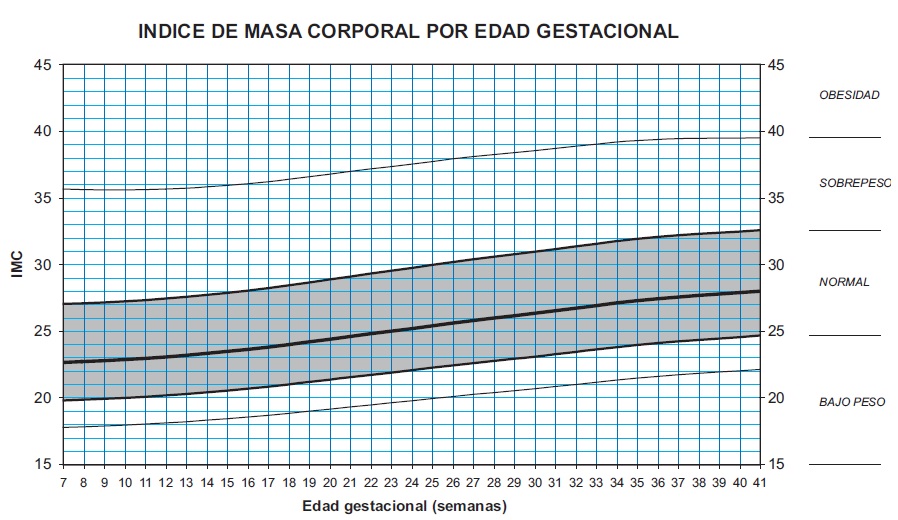 INDICE DE MASA CORPORAL POR EDAD GESTACIONAL
45 45
OBESIDAD
40 40
SOBREPESO
35 35
30 30
IMC
NORMAL
25 25
20 20
BAJO PESO
15 15
7 8 9 10 11 12 13 14 15 16 17 18 19 20 21 22 23 24 25 26 27 28 29 30 31 32 33 34 35 36 37 38 39 40 41
Edad gestacional (semanas)